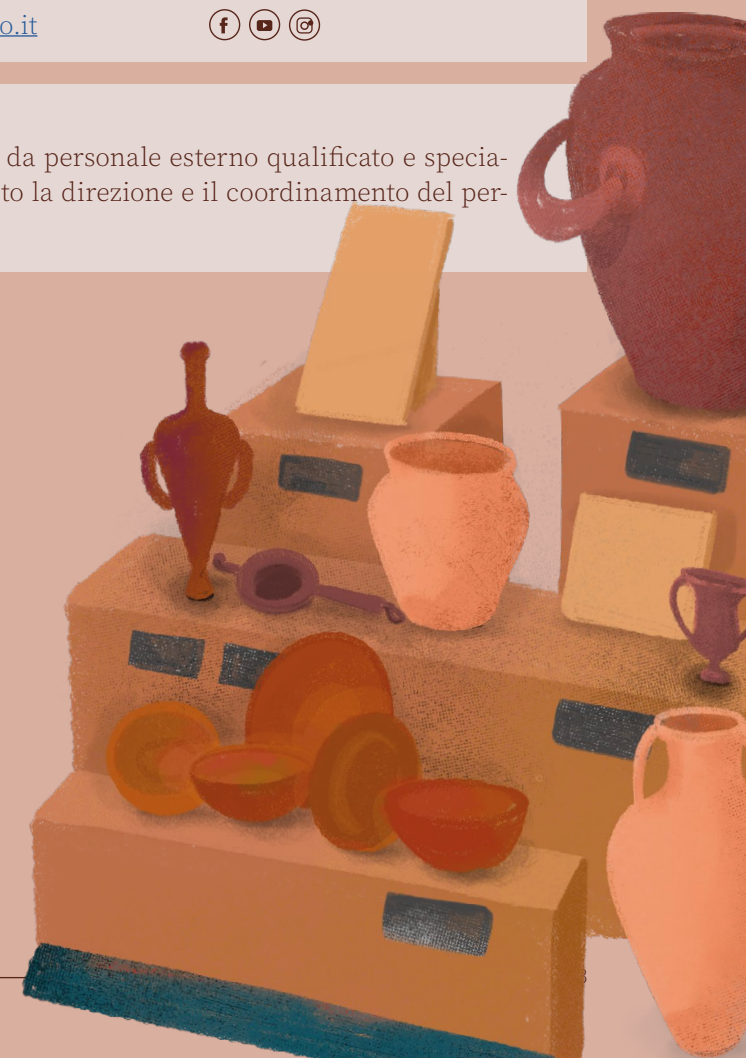 o.it
da personale esterno qualificato e specia-
to la direzione e il coordinamento del per-